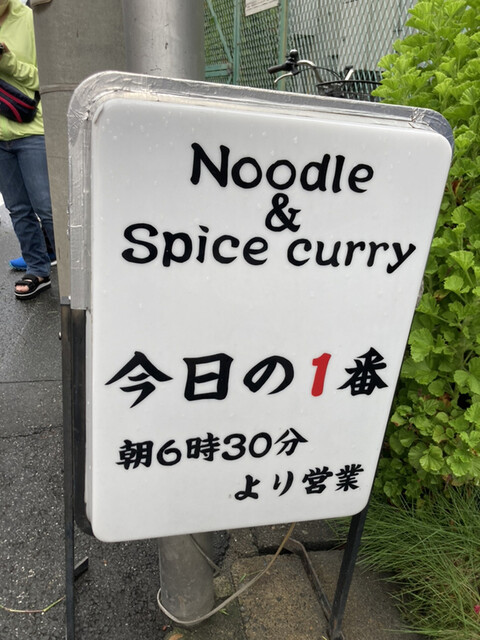 Noodle
&
Spice curry
今日の1番
朝6時30分
より営業